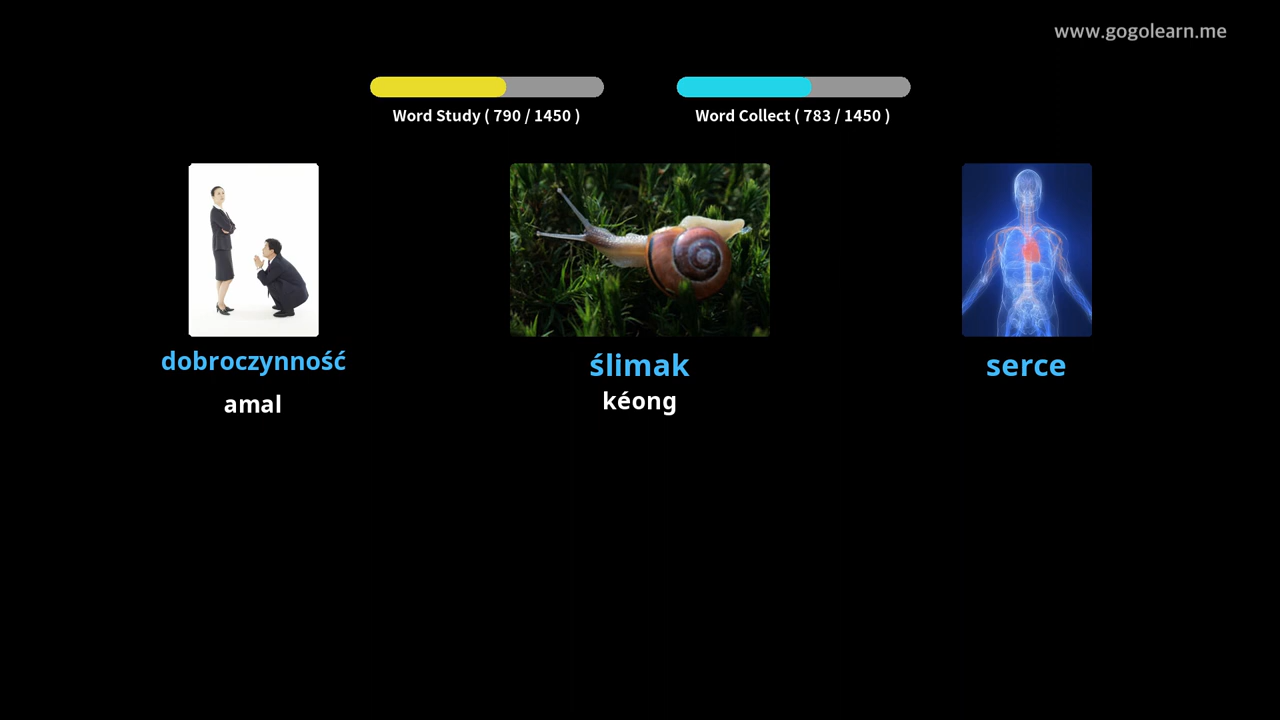 www.gogolearn.me
Word Study ( 790 / 1450 )
Word Collect ( 783 / 1450 )
dobroczynność
amal
ślimak
kéong
serce